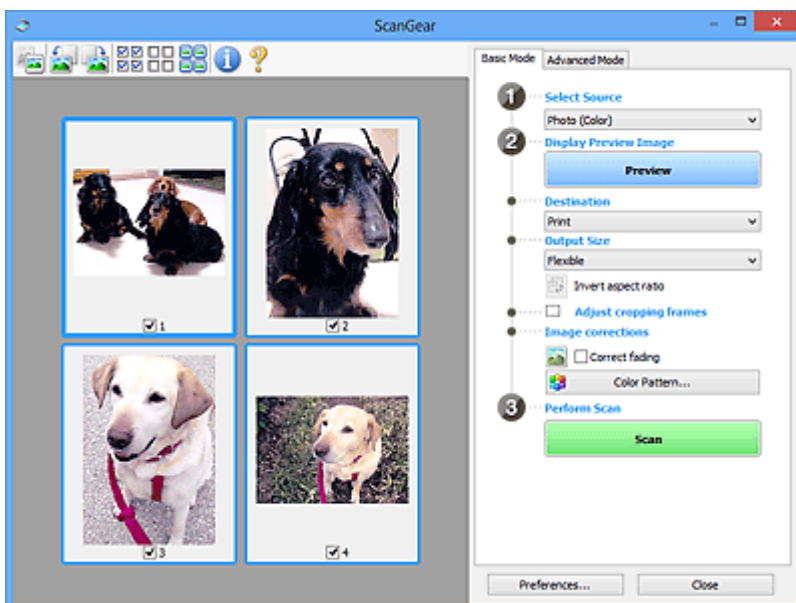 ScanGear
Basic Mode
Advanced Mode
1 Select Source
Photo (Color)
2 Display Preview Image
Preview
Destination
Print
Output Size
Flexible
Invert aspect ratio
Adjust cropping frames
Image corrections
Correct fading
Color Pattern...
3 Perform Scan
Scan
1
2
3
4
Preferences...
Close